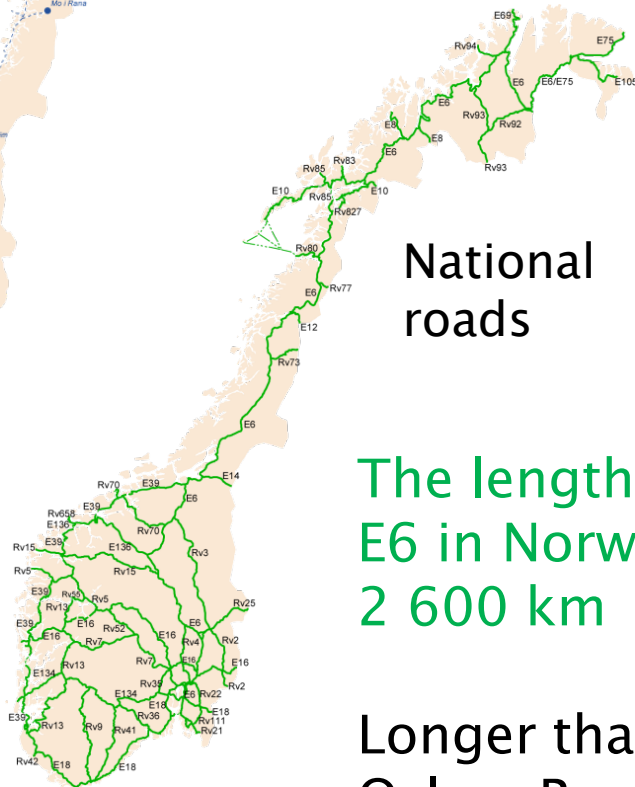 Mo i Rana
E69
Rv94
E75
E6
E6/E75
E105
E6
Rv93
Rv92
E8
E8
E6
Rv93
Rv83
Rv85
E10
Rv85
E10
Rv827
Rv80
National
roads
E6
Rv77
E12
Rv73
E6
E14
Rv70
E39
E6
E39
Rv658
E136
Rv70
E39
E136
Rv3
Rv15
Rv15
Rv5
E39
Rv55
Rv5
Rv13
Rv25
E39
E16
E16
Rv52
E16
E6
Rv4
Rv2
Rv7
Rv13
Rv7
E16
E16
E134
Rv35
Rv2
E134
E18
E6
Rv22
E39
Rv13
Rv9
Rv41
Rv36
E18
Rv111
Rv21
Rv42
E18
E18
The length
E6 in Norw
2 600 km
Longer tha